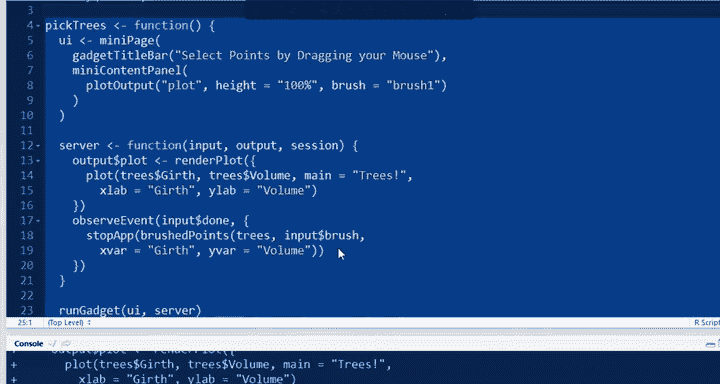 3
4 pickTrees <- function() {
5 ui <- miniPage(
6 gadgetTitleBar("Select Points by Dragging your Mouse"),
7 miniContentPanel(
8 plotOutput("plot", height = "100%", brush = "brush1")
9 )
10 )
11
12 server <- function(input, output, session) {
13 output$plot <- renderPlot({
14 plot(trees$Girth, trees$Volume, main = "Trees!",
15 xlab = "Girth", ylab = "Volume")
16 })
17 observeEvent(input$done, {
18 stopApp(brushedPoints(trees, input$brush,
19 xvar = "Girth", yvar = "Volume"))
20 })
21 }
22
23 runGadget(ui, server)
25:1 (Top Level) R Script
Console ~/
+ output$plot <- renderPlot({
+ plot(trees$Girth, trees$Volume, main = "Trees!",
+ xlab = "Girth", ylab = "Volume")